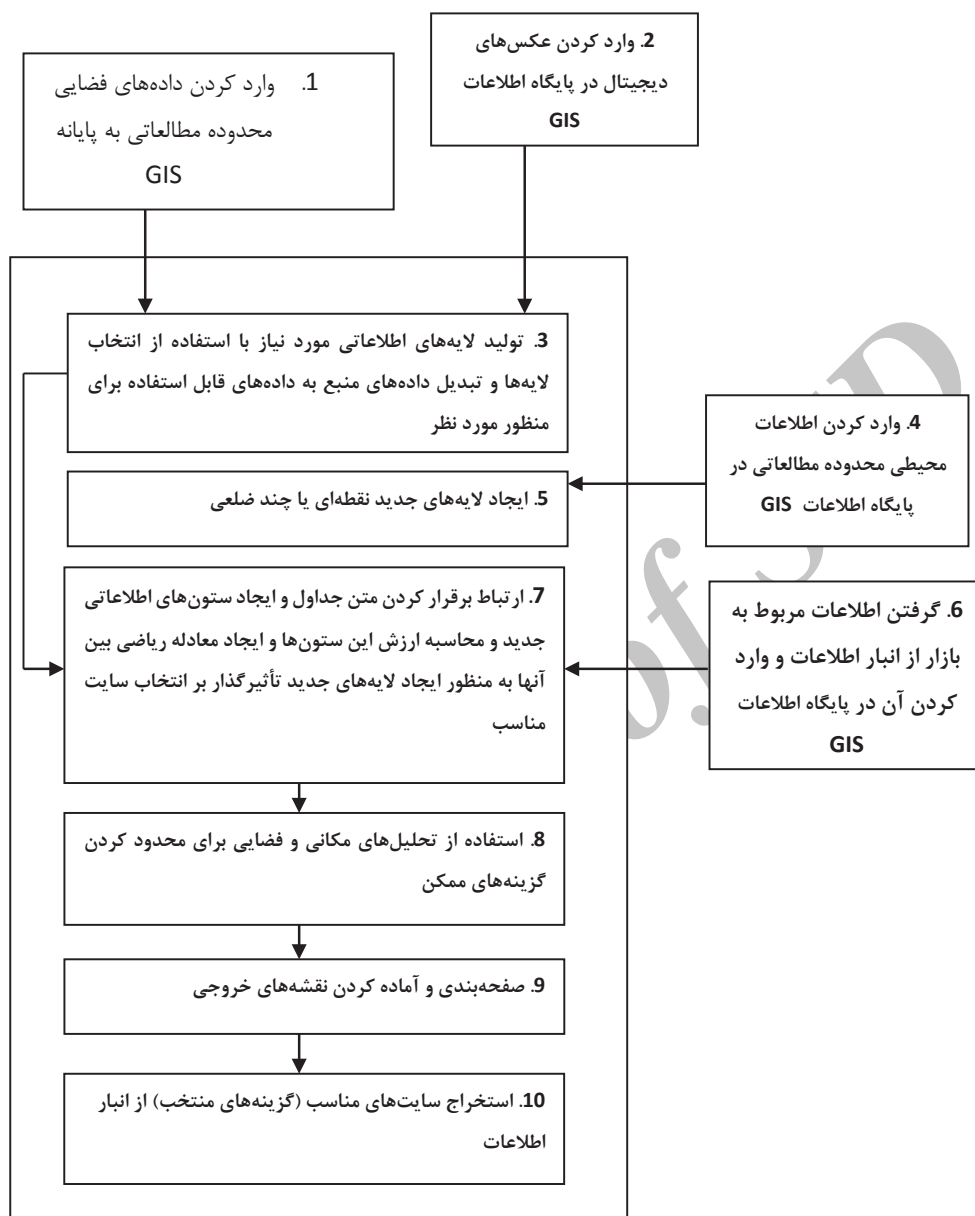 1. وارد کردن داده‌های فضایی
محدوده مطالعاتی به پایانه
GIS
2. وارد کردن عکس‌های
دیجیتال در پایگاه اطلاعات
GIS
3. تولید لایه‌های اطلاعاتی مورد نیاز با استفاده از انتخاب
لایه‌ها و تبدیل داده‌های منبع به داده‌های قابل استفاده برای
منظور مورد نظر
4. وارد کردن اطلاعات
محیطی محدوده مطالعاتی در
پایگاه اطلاعات GIS
5. ایجاد لایه‌های جدید نقطه‌ای یا چند ضلعی
6. گرفتن اطلاعات مربوط به
بازار از انبار اطلاعات و وارد
کردن آن در پایگاه اطلاعات
GIS
7. ارتباط برقرار کردن متن جداول و ایجاد ستون‌های اطلاعاتی
جدید و محاسبه ارزش این ستون‌ها و ایجاد معادله ریاضی بین
آنها به منظور ایجاد لایه‌های جدید تأثیرگذار بر انتخاب سایت
مناسب
8. استفاده از تحلیل‌های مکانی و فضایی برای محدود کردن
گزینه‌های ممکن
9. صفحه‌بندی و آماده کردن نقشه‌های خروجی
10. استخراج سایت‌های مناسب (گزینه‌های منتخب) از انبار
اطلاعات
of